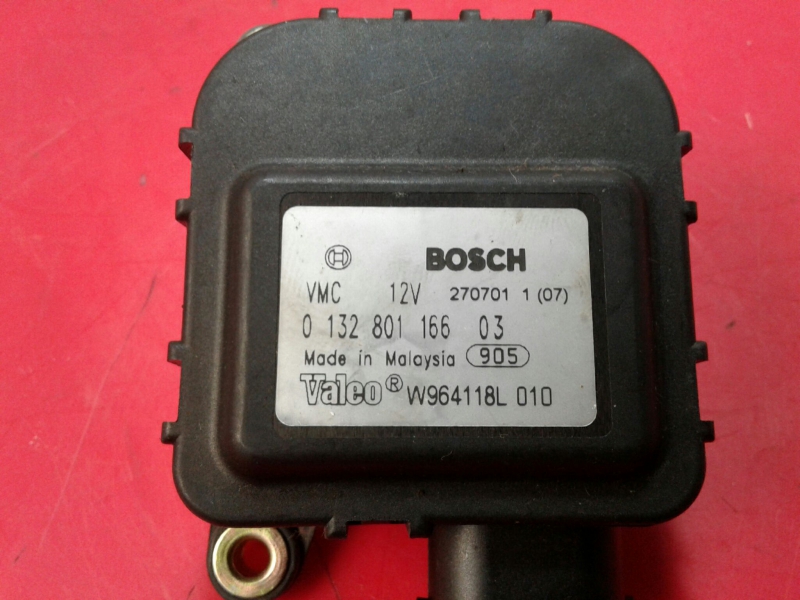 BOSCH
VMC 12V 270701 1 (07)
0 132 801 166 03
Made in Malaysia 905
Valeo® W964118L 010